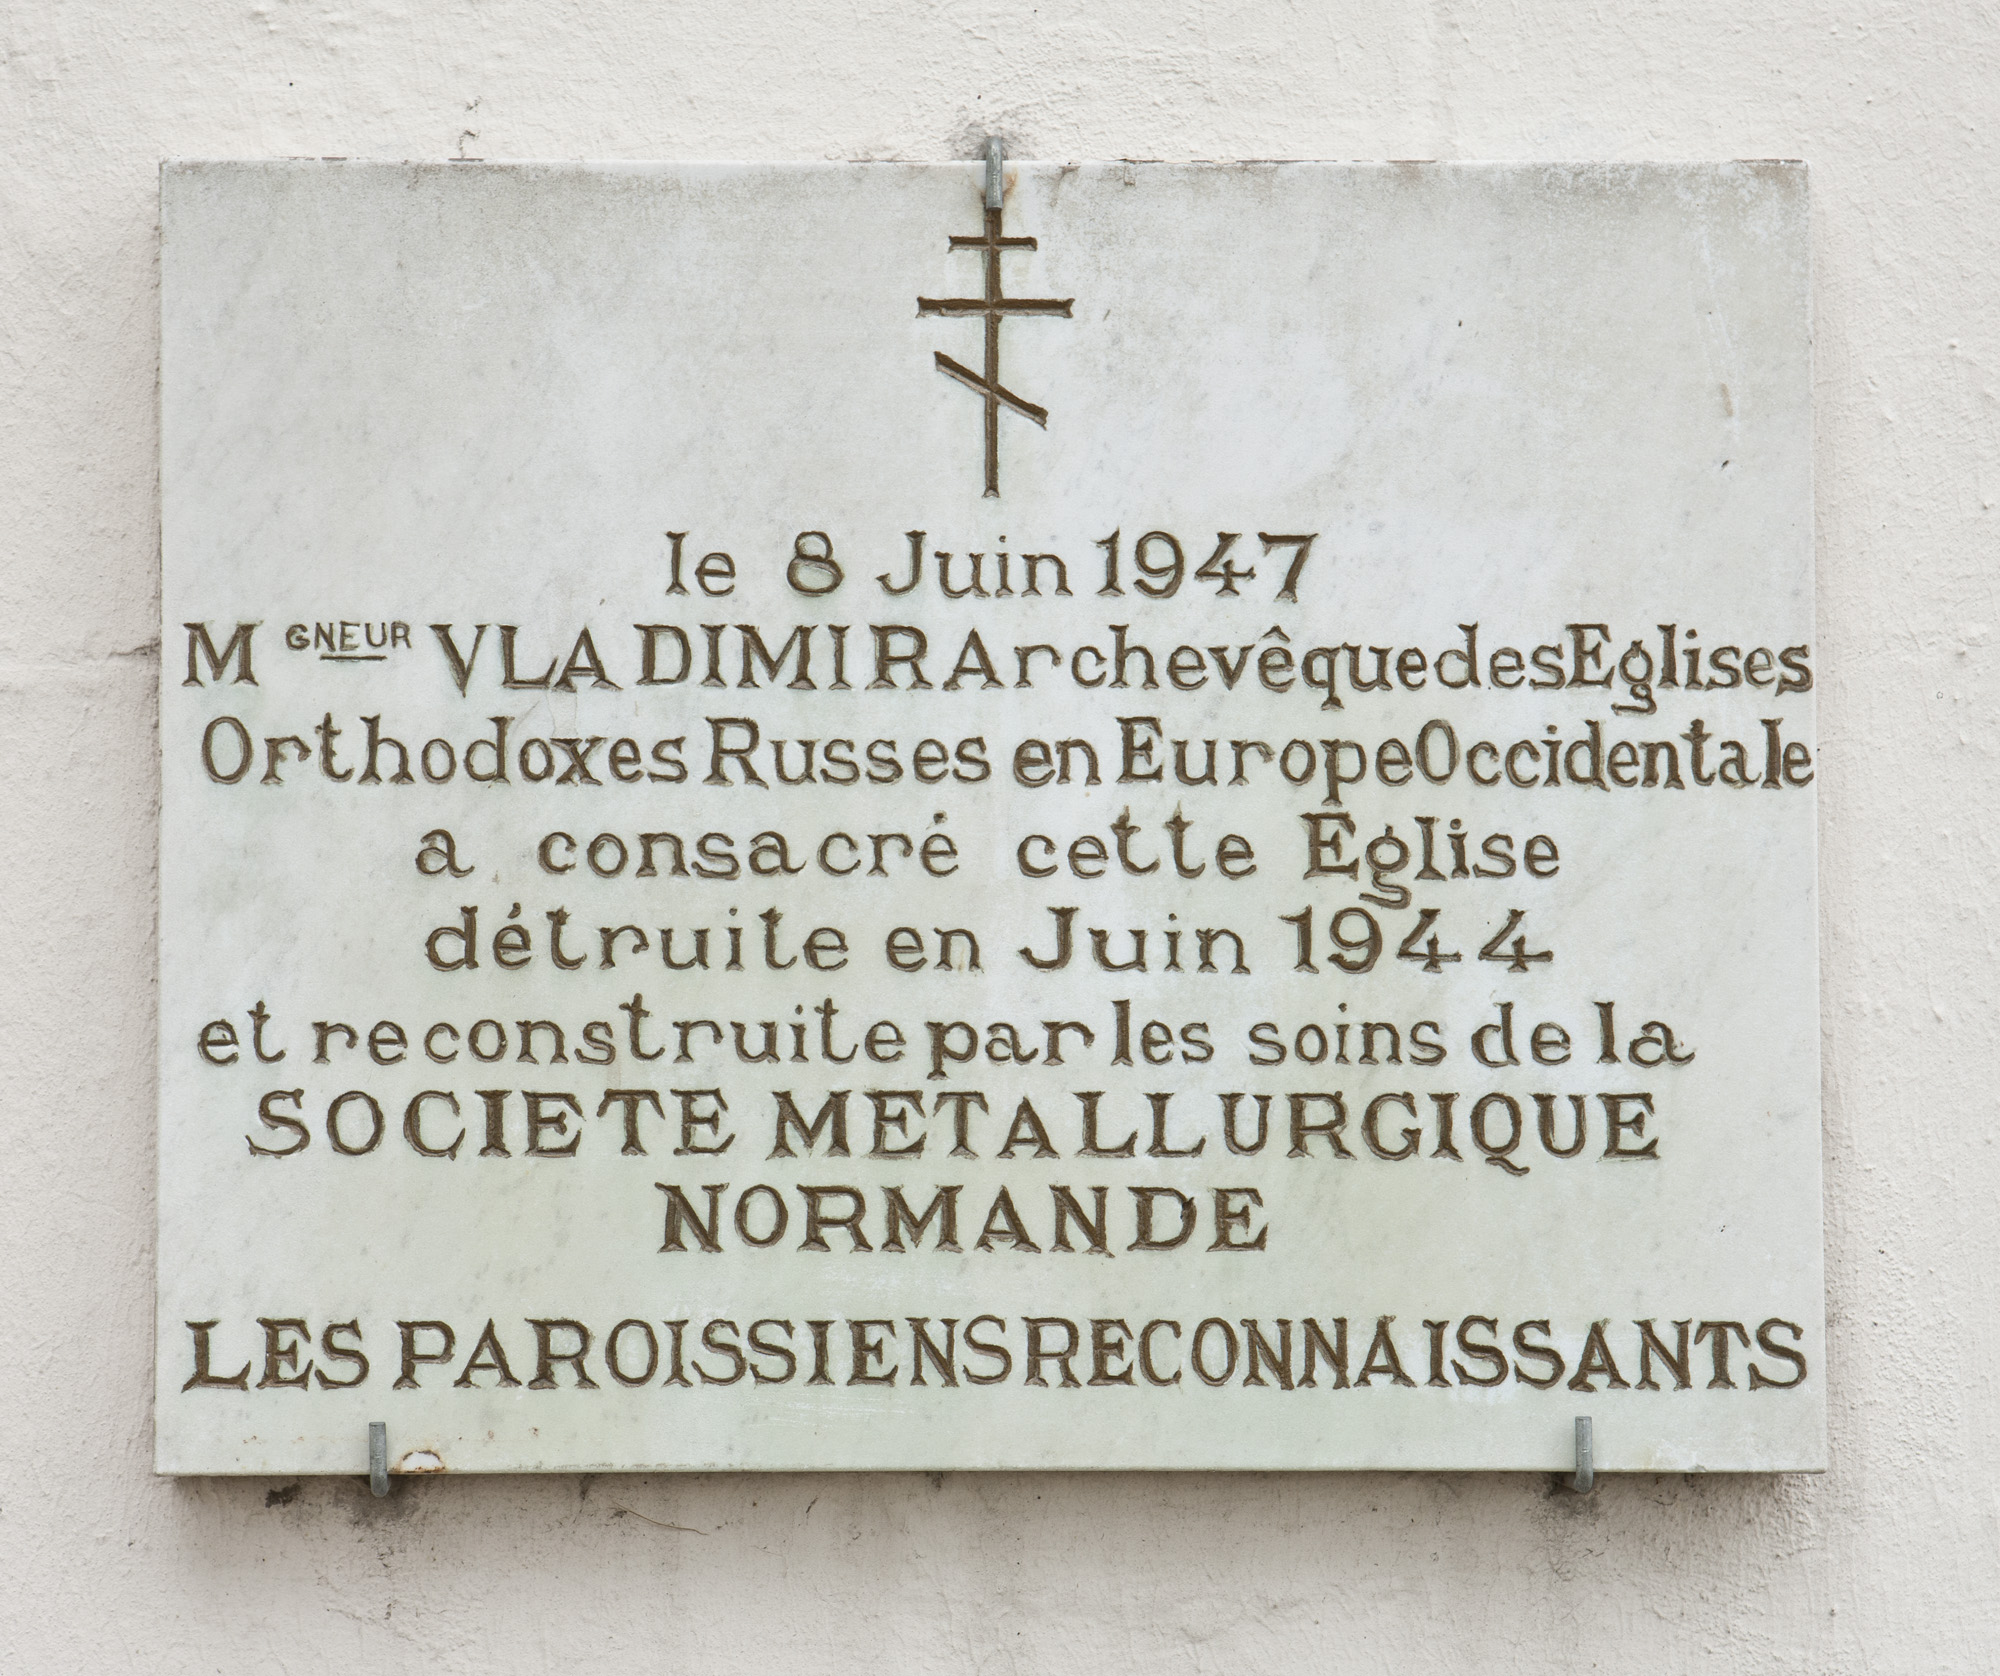 le 8 Juin 1947
MGNEUR VLADIMIR Archevêque des Eglises
Orthodoxes Russes en Europe Occidentale
a consacré cette Eglise
détruite en Juin 1944
et reconstruite par les soins de la
SOCIETE METALLURGIQUE
NORMANDE
LES PAROISSIENS RECONNAISSANTS